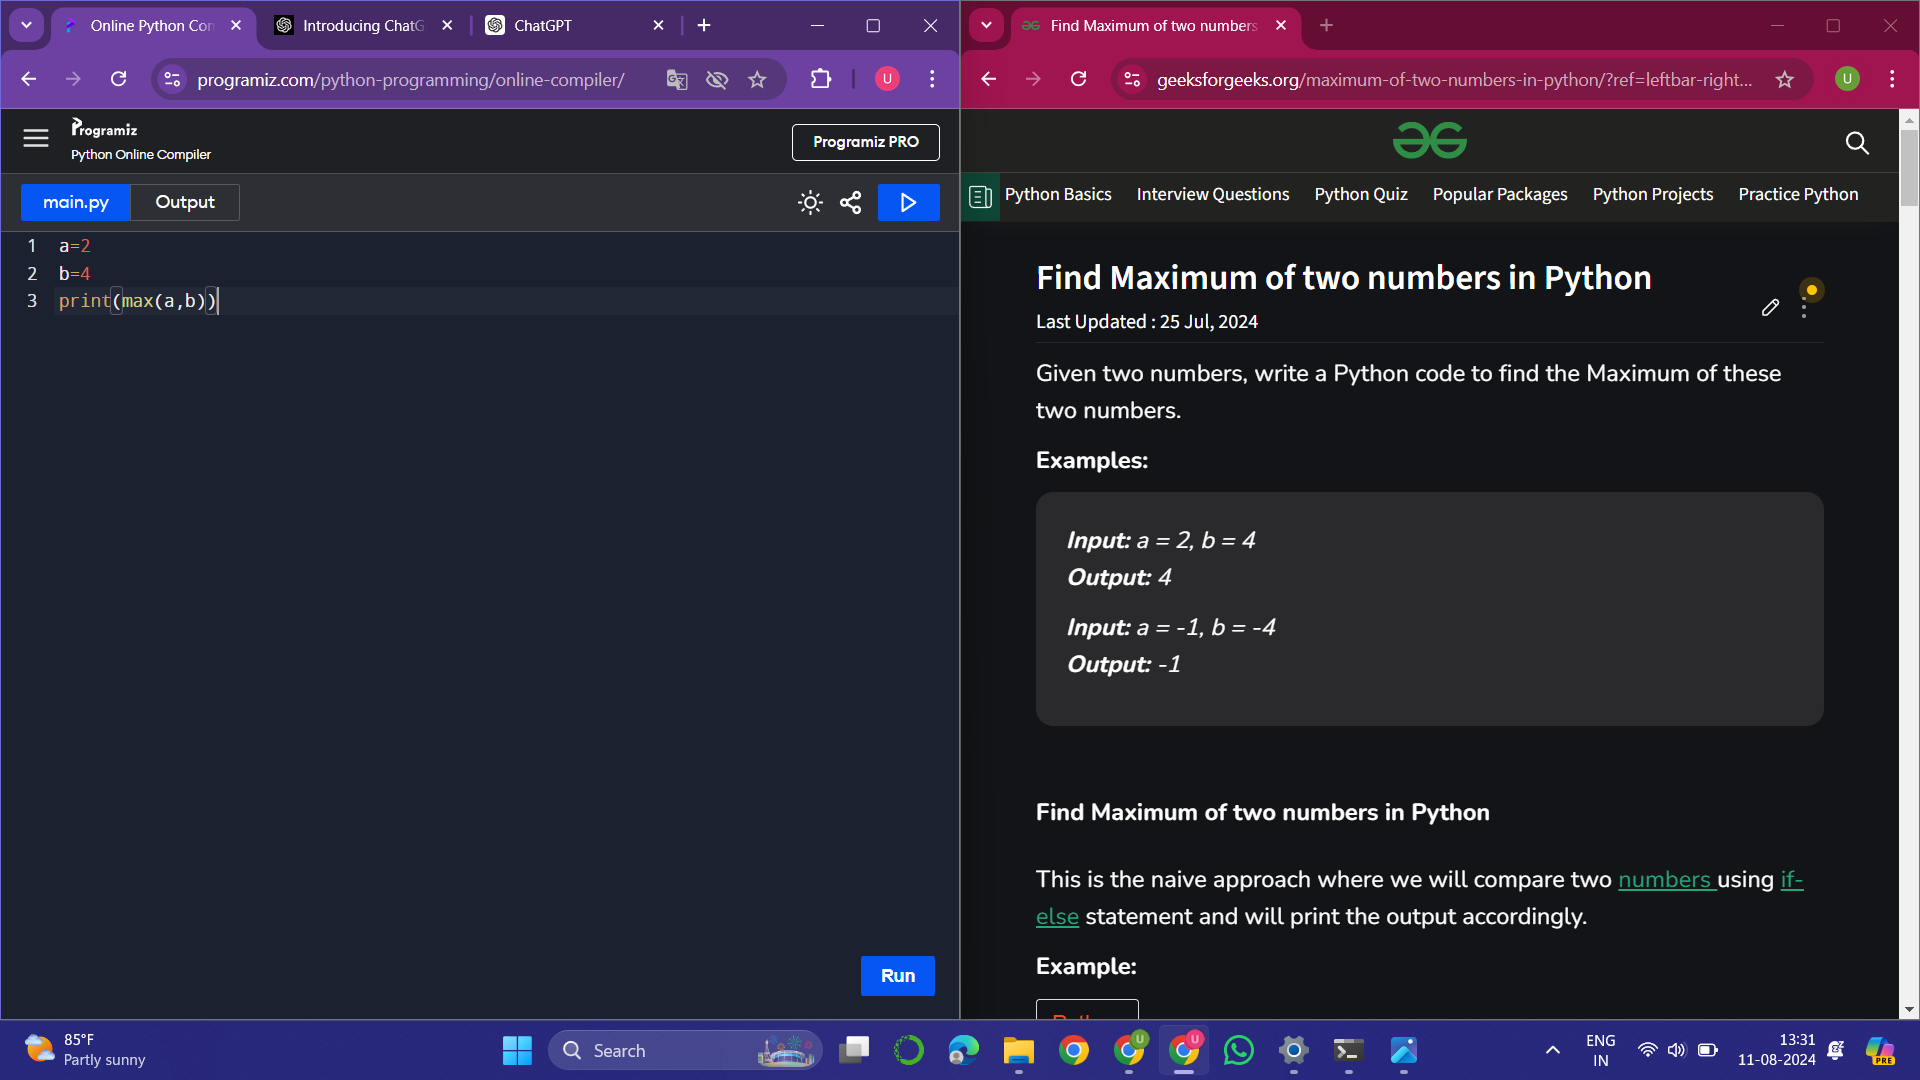 Online Python Con
Introducing ChatG
ChatGPT
programiz.com/python-programming/online-compiler/
U
Programiz
Python Online Compiler
Programiz PRO
main.py
Output
1 a=2
2 b=4
3 print(max(a,b))
Run
Find Maximum of two numbers
geeksforgeeks.org/maximum-of-two-numbers-in-python/?ref=leftbar-right...
U
Python Basics
Interview Questions
Python Quiz
Popular Packages
Python Projects
Practice Python
Find Maximum of two numbers in Python
Last Updated : 25 Jul, 2024
Given two numbers, write a Python code to find the Maximum of these
two numbers.
Examples:
Input: a = 2, b = 4
Output: 4
Input: a = -1, b = -4
Output: -1
Find Maximum of two numbers in Python
This is the naive approach where we will compare two numbers using if-
else statement and will print the output accordingly.
Example:
85°F
Partly sunny
Search
U
U
ENG
IN
13:31
11-08-2024
PRE